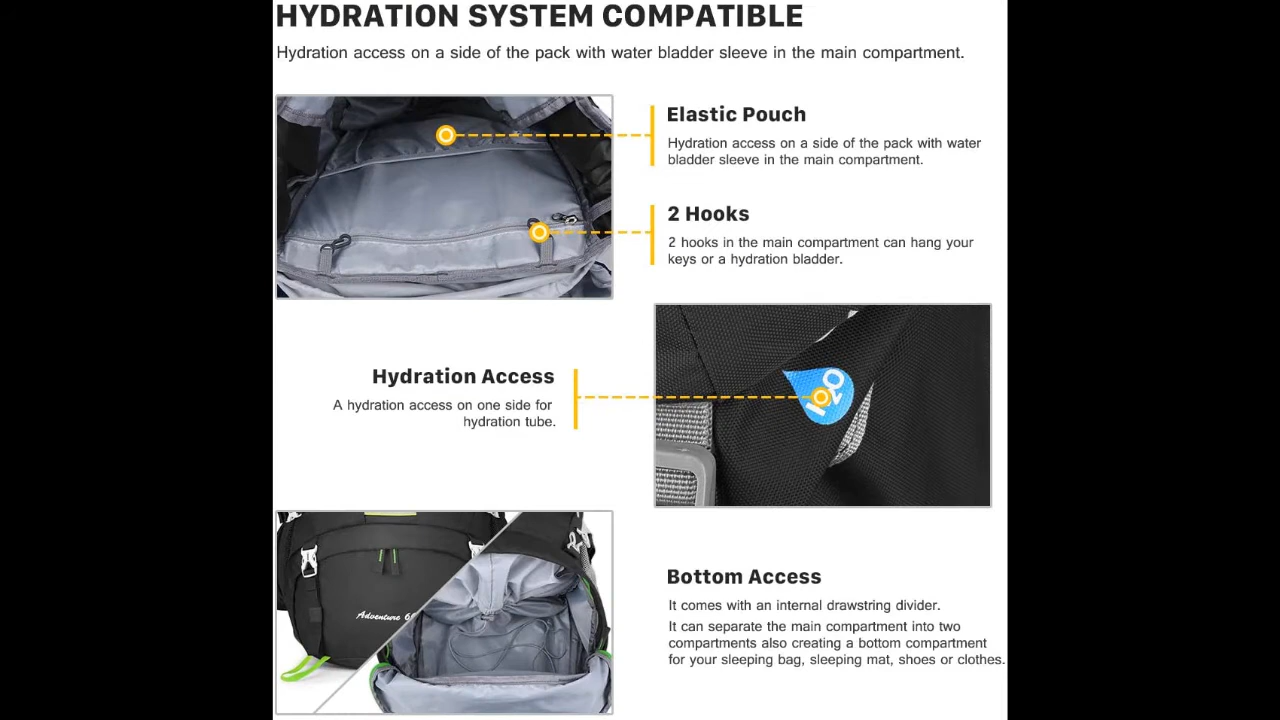 HYDRATION SYSTEM COMPATIBLE
Hydration access on a side of the pack with water bladder sleeve in the main compartment.
Elastic Pouch
Hydration access on a side of the pack with water
bladder sleeve in the main compartment.
2 Hooks
2 hooks in the main compartment can hang your
keys or a hydration bladder.
Hydration Access
A hydration access on one side for
hydration tube.
H2O
Bottom Access
It comes with an internal drawstring divider.
It can separate the main compartment into two
compartments also creating a bottom compartment
for your sleeping bag, sleeping mat, shoes or clothes.
Adventure